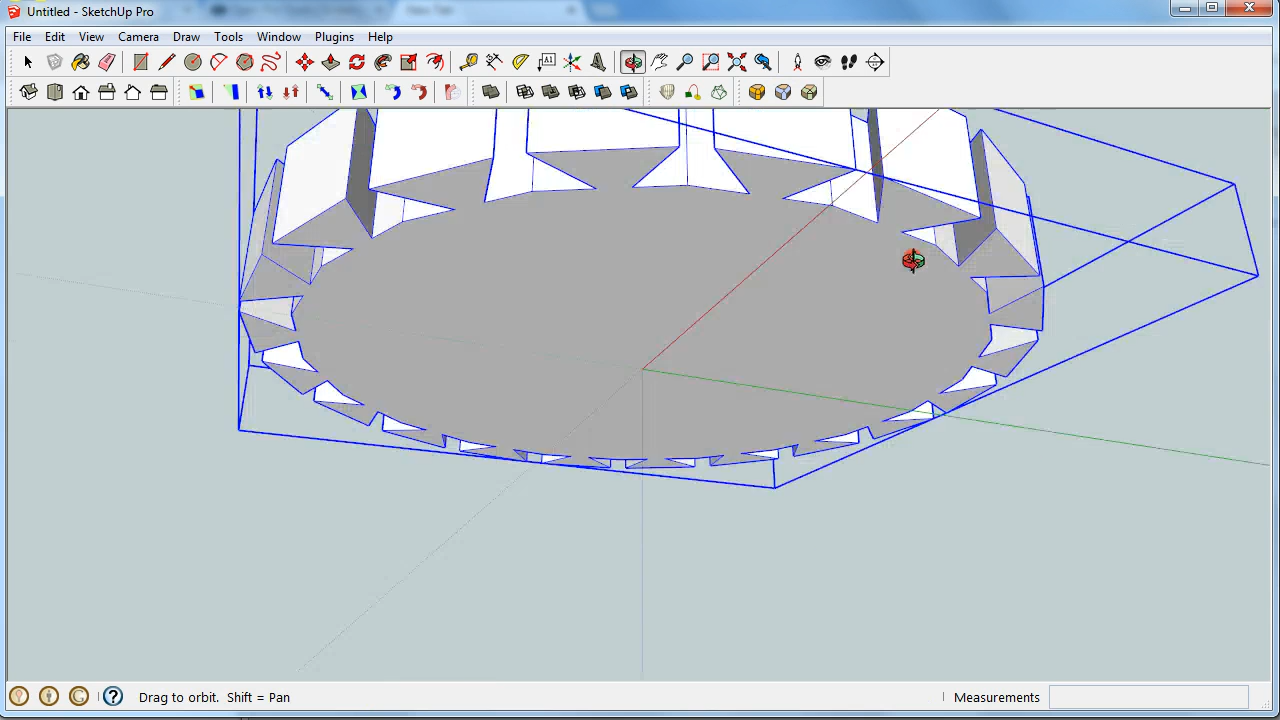 Untitled - SketchUp Pro
File Edit View Camera Draw Tools Window Plugins Help
Drag to orbit. Shift = Pan
Measurements